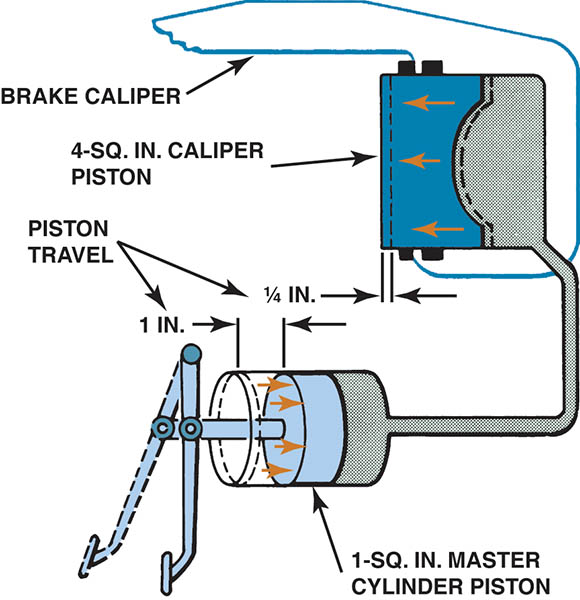 BRAKE CALIPER
4-SQ. IN. CALIPER
PISTON
PISTON
TRAVEL
¼ IN.
1 IN.
1-SQ. IN. MASTER
CYLINDER PISTON